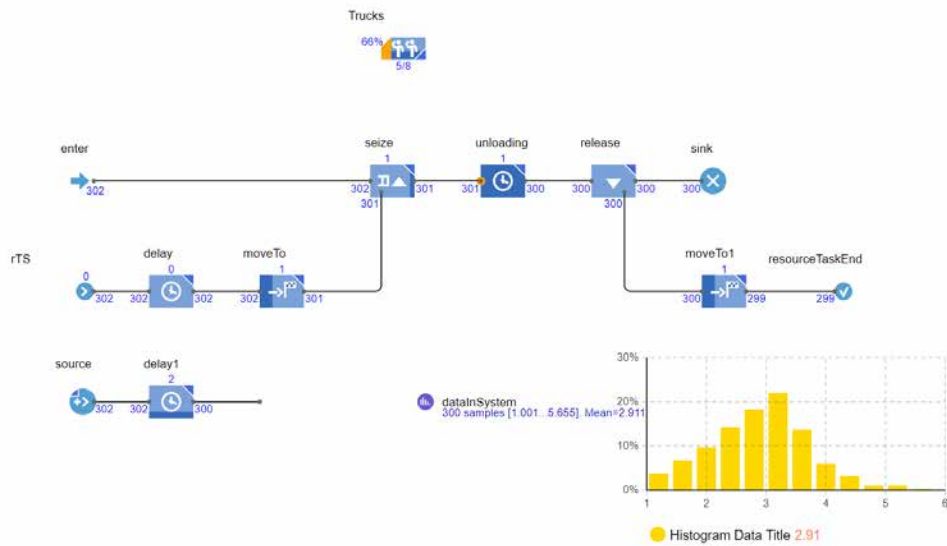 Trucks
66%
5/8
enter
seize
unloading
release
sink
1
1
302
302
301
301
300
300
300
300
301
300
rTS
delay
moveTo
moveTo1
resourceTaskEnd
0
0
1
1
302
302
302
302
301
300
299
299
source
delay1
2
302
302
300
dataInSystem
300 samples [1.001...5.655]. Mean=2.911
30%
20%
10%
0%
1
2
3
4
5
6
Histogram Data Title 2.91